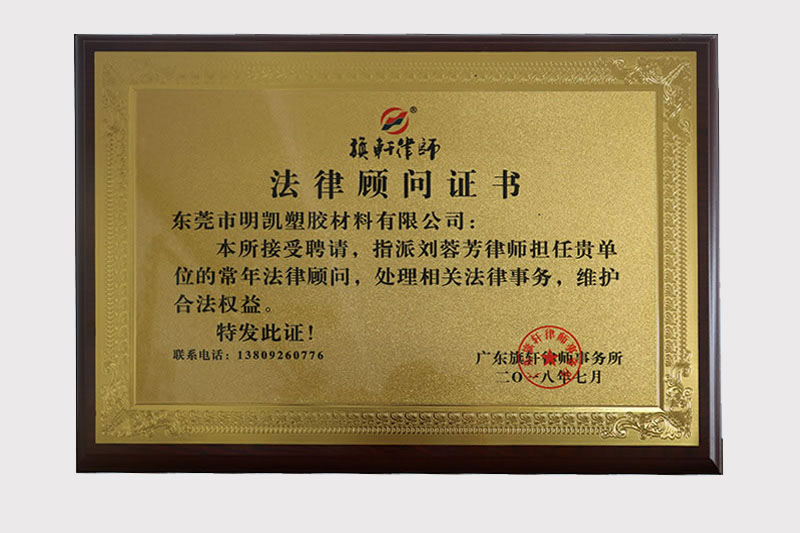 ®
旗軒律師
法律顾问证书
东莞市明凯塑胶材料有限公司：
本所接受聘请，指派刘蓉芳律师担任贵单
位的常年法律顾问，处理相关法律事务，维护
合法权益。
特发此证！
联系电话：13809260776
广东旗轩律师事务所
二〇一八年七月